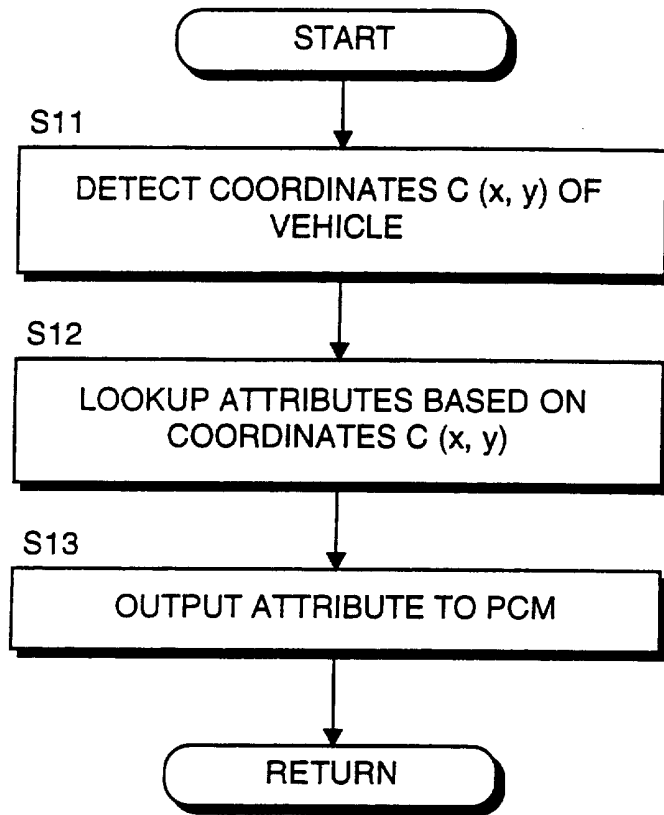 START
S11
DETECT COORDINATES C (x, y) OF
VEHICLE
S12
LOOKUP ATTRIBUTES BASED ON
COORDINATES C (x, y)
S13
OUTPUT ATTRIBUTE TO PCM
RETURN